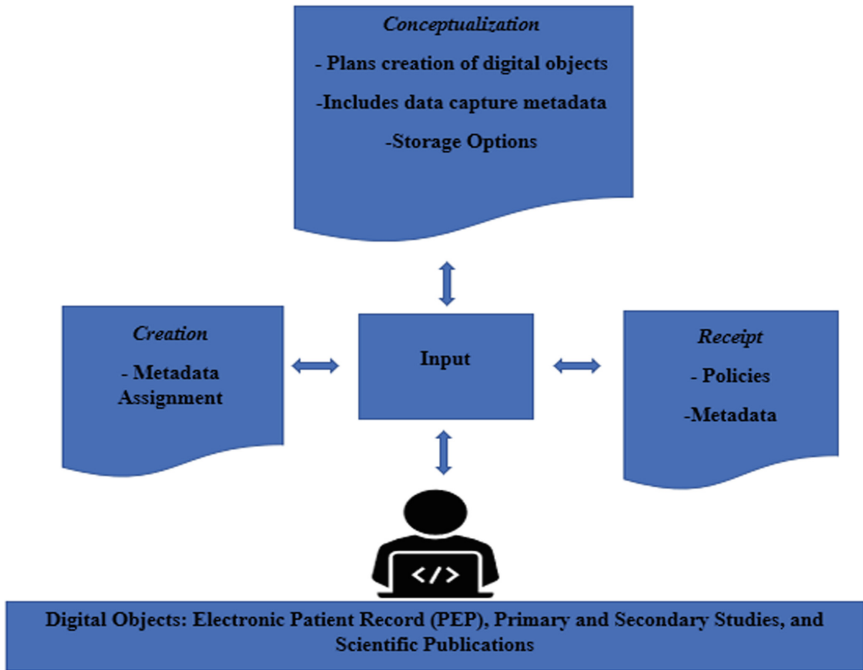 Conceptualization
- Plans creation of digital objects
-Includes data capture metadata
-Storage Options
Creation
- Metadata
Assignment
Input
Receipt
- Policies
-Metadata
</>
Digital Objects: Electronic Patient Record (PEP), Primary and Secondary Studies, and
Scientific Publications